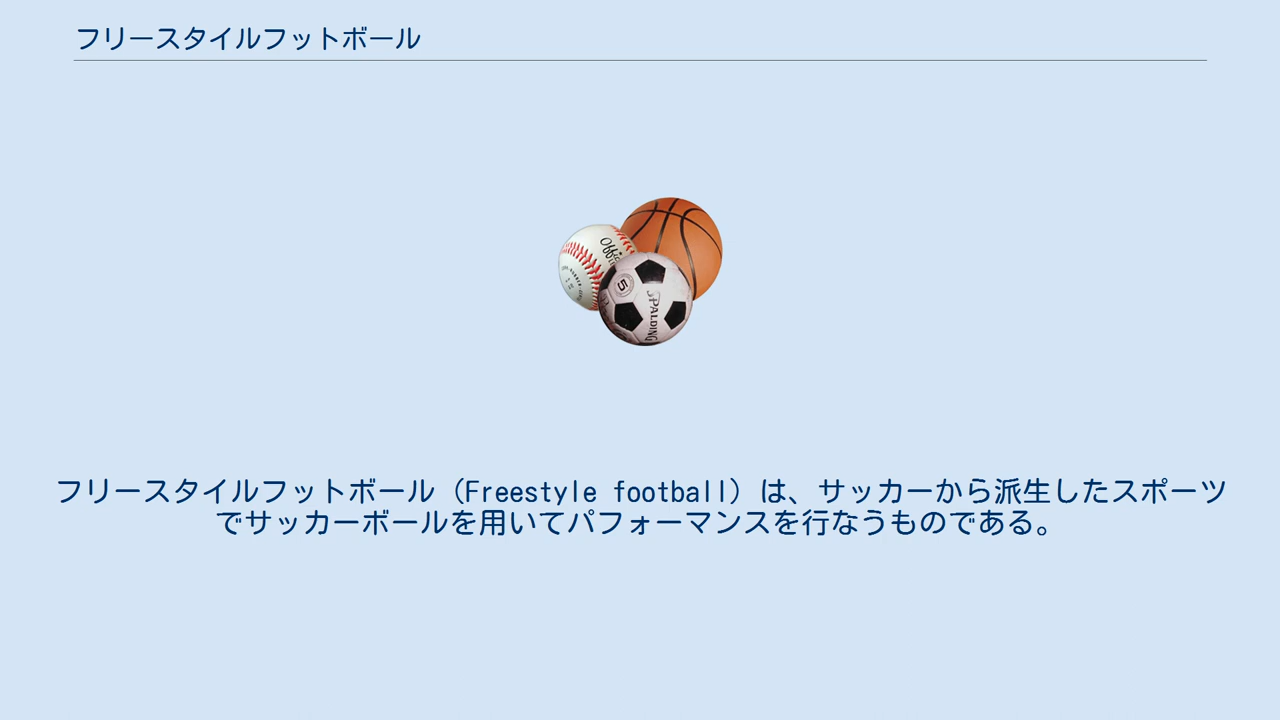 フリースタイルフットボール
Offic
5
SPALDING
フリースタイルフットボール（Freestyle football）は、サッカーから派生したスポーツ
でサッカーボールを用いてパフォーマンスを行なうものである。